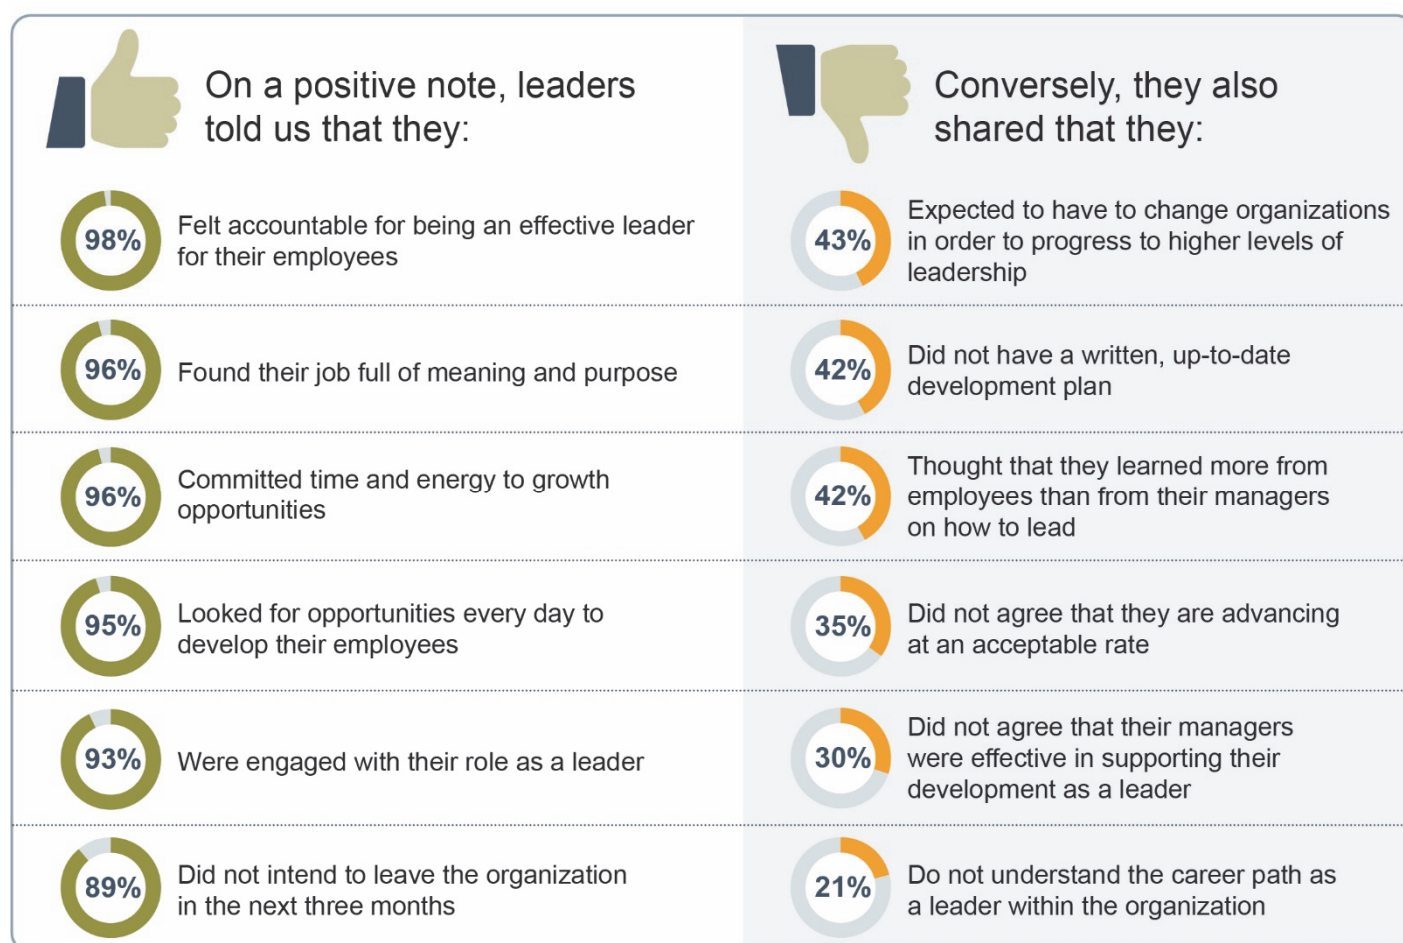 On a positive note, leaders
told us that they:
98%
Felt accountable for being an effective leader
for their employees
96%
Found their job full of meaning and purpose
96%
Committed time and energy to growth
opportunities
95%
Looked for opportunities every day to
develop their employees
93%
Were engaged with their role as a leader
89%
Did not intend to leave the organization
in the next three months
Conversely, they also
shared that they:
43%
Expected to have to change organizations
in order to progress to higher levels of
leadership
42%
Did not have a written, up-to-date
development plan
42%
Thought that they learned more from
employees than from their managers
on how to lead
35%
Did not agree that they are advancing
at an acceptable rate
30%
Did not agree that their managers
were effective in supporting their
development as a leader
21%
Do not understand the career path as
a leader within the organization